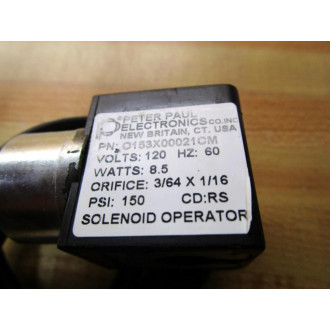 PETER PAUL
ELECTRONICS CO. INC.
NEW BRITAIN, CT. USA
PN: O153X00021CM
VOLTS: 120 HZ: 60
WATTS: 8.5
ORIFICE: 3/64 X 1/16
PSI: 150 CD:RS
SOLENOID OPERATOR